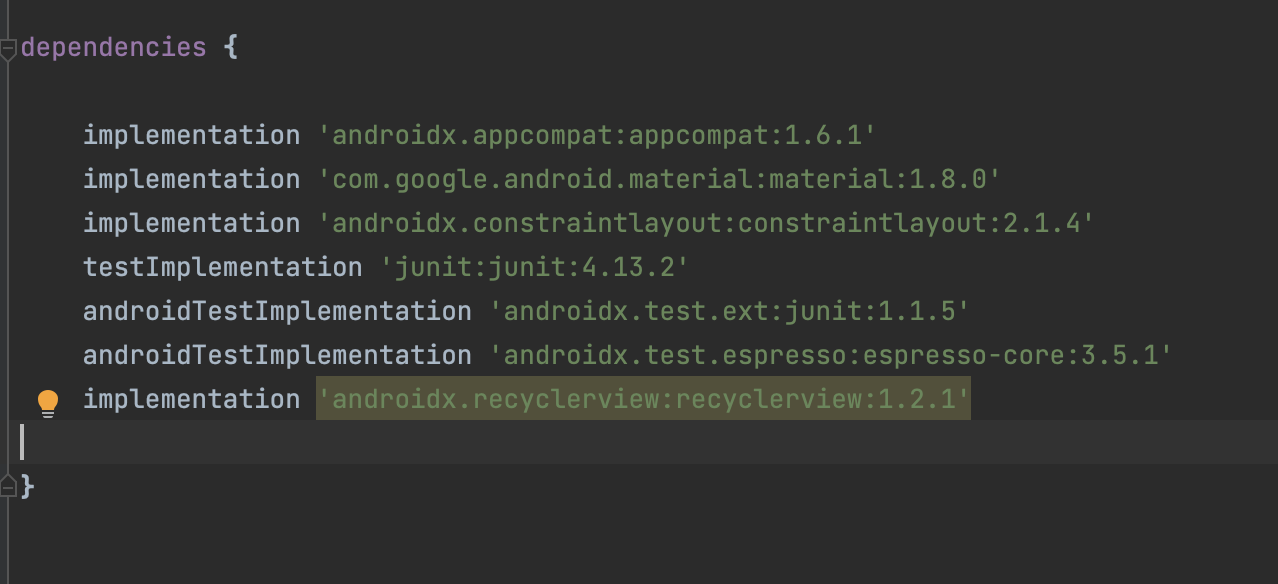 dependencies {
implementation 'androidx.appcompat:appcompat:1.6.1'
implementation 'com.google.android.material:material:1.8.0'
implementation 'androidx.constraintlayout:constraintlayout:2.1.4'
testImplementation 'junit:junit:4.13.2'
androidTestImplementation 'androidx.test.ext:junit:1.1.5'
androidTestImplementation 'androidx.test.espresso:espresso-core:3.5.1'
implementation 'androidx.recyclerview:recyclerview:1.2.1'
}